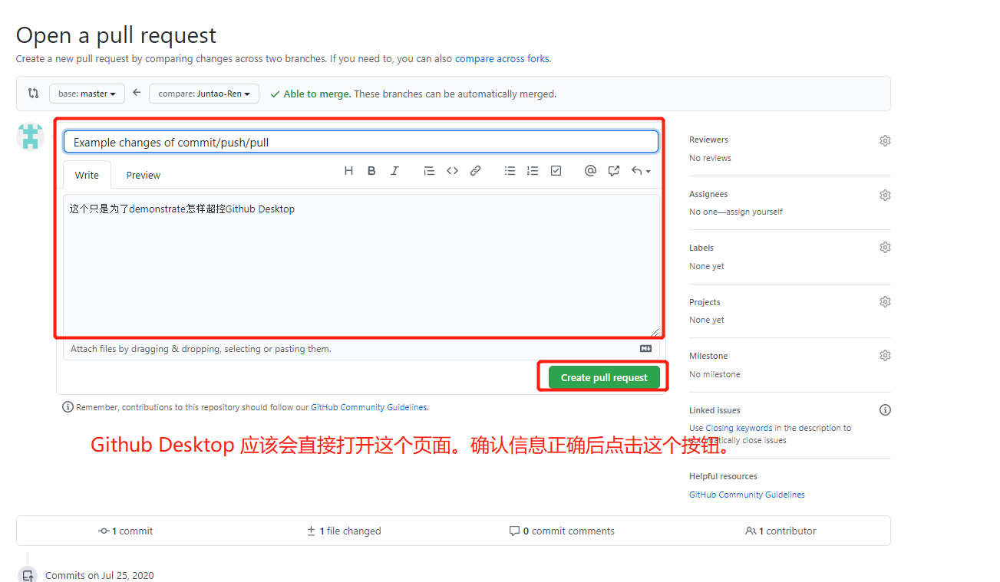 Open a pull request
Create a new pull request by comparing changes across two branches. If you need to, you can also compare across forks.
base: master
compare: Juntao-Ren
Able to merge. These branches can be automatically merged.
Example changes of commit/push/pull
Write Preview
这个只是为了demonstrate怎样超控Github Desktop
Attach files by dragging & dropping, selecting or pasting them.
Create pull request
Remember, contributions to this repository should follow our GitHub Community Guidelines.
Github Desktop 应该会直接打开这个页面。确认信息正确后点击这个按钮。
Reviewers
No reviews
Assignees
No one—assign yourself
Labels
None yet
Projects
None yet
Milestone
No milestone
Linked issues
Use Closing keywords in the description to
automatically close issues
Helpful resources
GitHub Community Guidelines
1 commit
1 file changed
0 commit comments
1 contributor
Commits on Jul 25, 2020